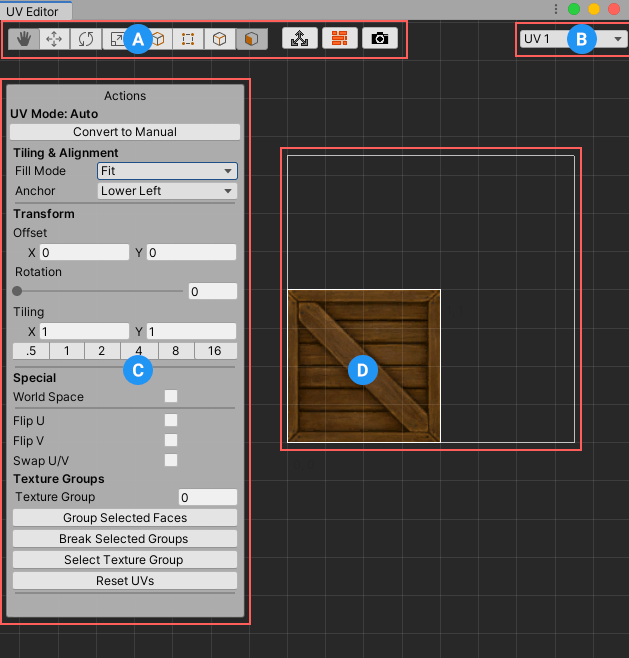 UV Editor
A
UV 1
B
Actions
UV Mode: Auto
Convert to Manual
Tiling & Alignment
Fill Mode Fit
Anchor Lower Left
Transform
Offset
X 0 Y 0
Rotation
0
Tiling
X 1 Y 1
.5 1 2 4 8 16
C
D
Special
World Space
Flip U
Flip V
Swap U/V
Texture Groups
Texture Group 0
Group Selected Faces
Break Selected Groups
Select Texture Group
Reset UVs